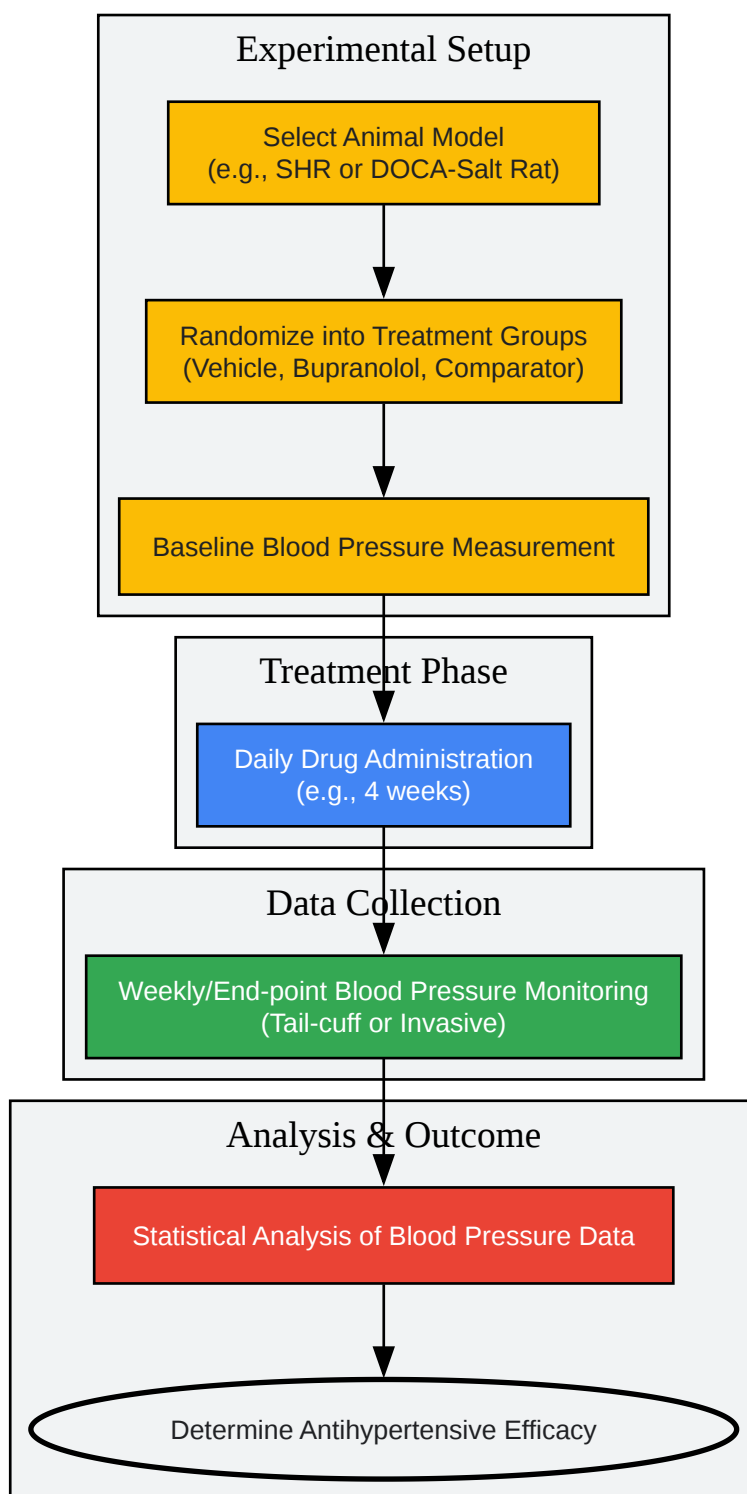 Experimental Setup
Select Animal Model
(e.g., SHR or DOCA-Salt Rat)
Randomize into Treatment Groups
(Vehicle, Bupranolol, Comparator)
Baseline Blood Pressure Measurement
Treatment Phase
Daily Drug Administration
(e.g., 4 weeks)
Data Collection
Weekly/End-point Blood Pressure Monitoring
(Tail-cuff or Invasive)
Analysis & Outcome
Statistical Analysis of Blood Pressure Data
Determine Antihypertensive Efficacy